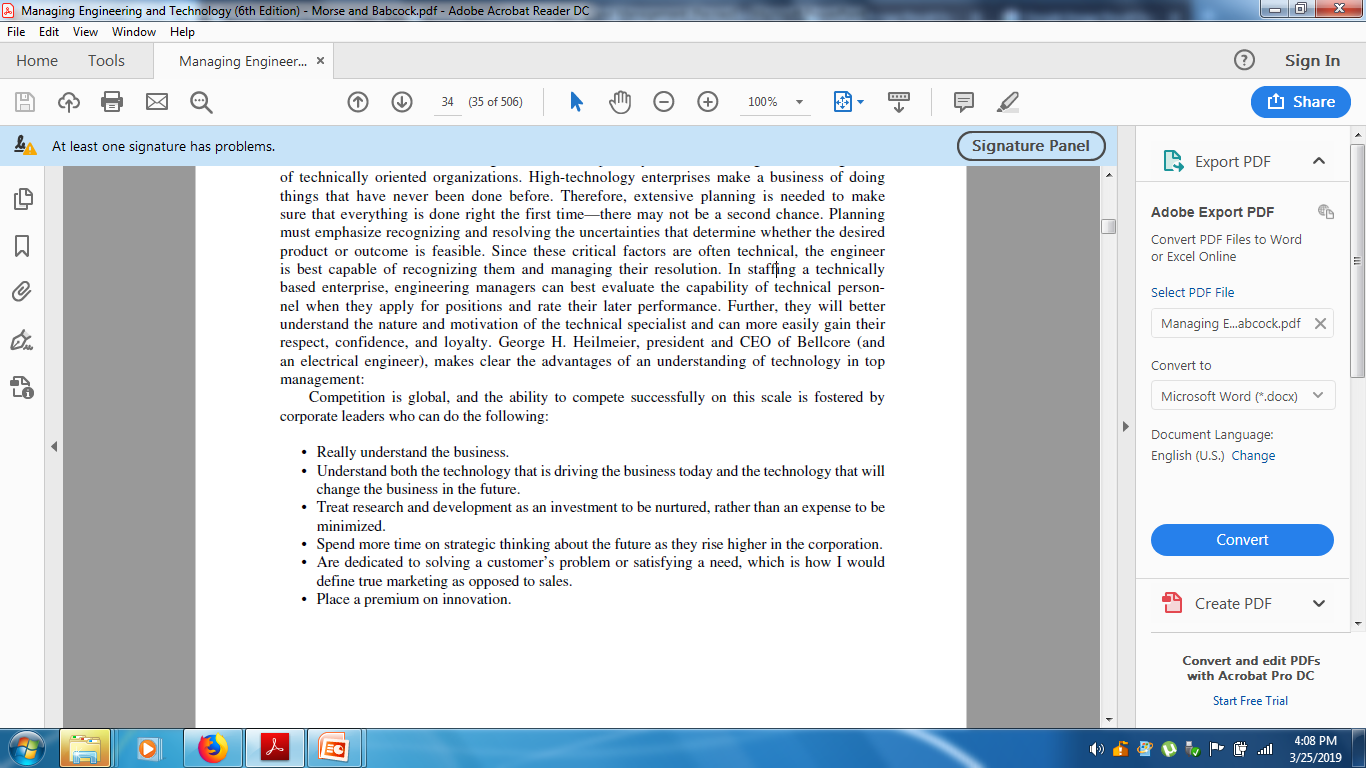 Managing Engineering and Technology (6th Edition) - Morse and Babcock.pdf - Adobe Acrobat Reader DC
File Edit View Window Help
Home Tools Managing Engineer... × Sign In
34 (35 of 506) 100% Share
At least one signature has problems. Signature Panel
of technically oriented organizations. High-technology enterprises make a business of doing
things that have never been done before. Therefore, extensive planning is needed to make
sure that everything is done right the first time—there may not be a second chance. Planning
must emphasize recognizing and resolving the uncertainties that determine whether the desired
product or outcome is feasible. Since these critical factors are often technical, the engineer
is best capable of recognizing them and managing their resolution. In staffing a technically
based enterprise, engineering managers can best evaluate the capability of technical person-
nel when they apply for positions and rate their later performance. Further, they will better
understand the nature and motivation of the technical specialist and can more easily gain their
respect, confidence, and loyalty. George H. Heilmeier, president and CEO of Bellcore (and
an electrical engineer), makes clear the advantages of an understanding of technology in top
management:
Competition is global, and the ability to compete successfully on this scale is fostered by
corporate leaders who can do the following:
• Really understand the business.
• Understand both the technology that is driving the business today and the technology that will
change the business in the future.
• Treat research and development as an investment to be nurtured, rather than an expense to be
minimized.
• Spend more time on strategic thinking about the future as they rise higher in the corporation.
• Are dedicated to solving a customer's problem or satisfying a need, which is how I would
define true marketing as opposed to sales.
• Place a premium on innovation.
Export PDF
Adobe Export PDF
Convert PDF Files to Word
or Excel Online
Select PDF File
Managing E...abcock.pdf
Convert to
Microsoft Word (*.docx)
Document Language:
English (U.S.) Change
Convert
Create PDF
Convert and edit PDFs
with Acrobat Pro DC
Start Free Trial
4:08 PM
3/25/2019